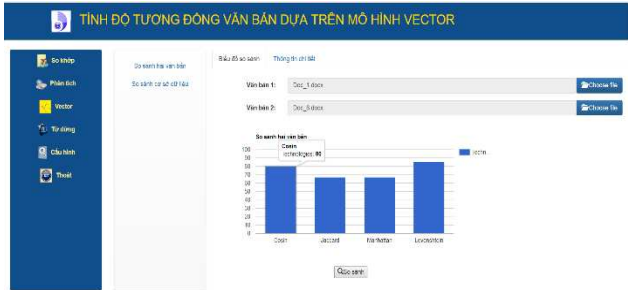 TÍNH ĐỘ TƯƠNG ĐỒNG VĂN BẢN DỰA TRÊN MÔ HÌNH VECTOR
So khớp
Phân tích
Vector
Từ dừng
Cấu hình
Thoát
So sánh hai văn bản
So sánh cơ sở dữ liệu
Biểu đồ so sánh Thông tin chi tiết
Văn bản 1: Doc_1.docx Choose file
Văn bản 2: Doc_5.docx Choose file
So sánh hai văn bản
Cosin
Technologies: 80
100
90
80
70
60
50
40
30
20
10
0
Techn...
Cosin Jaccard Manhattan Levenshtein
So sánh